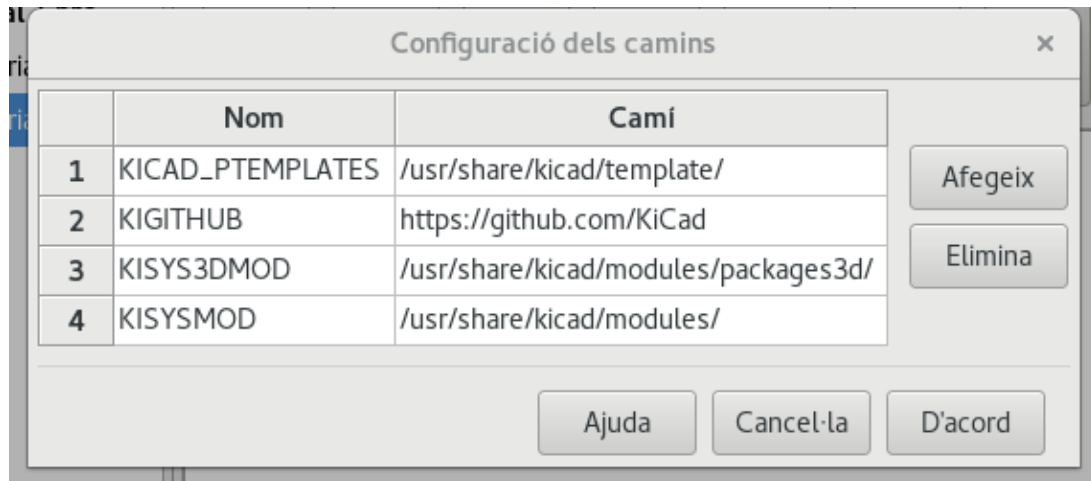 Configuració dels camins
Nom Camí
1 KICAD_PTEMPLATES /usr/share/kicad/template/
2 KIGITHUB https://github.com/KiCad
3 KISYS3DMOD /usr/share/kicad/modules/packages3d/
4 KISYSMOD /usr/share/kicad/modules/
Afegeix
Elimina
Ajuda Cancel·la D'acord